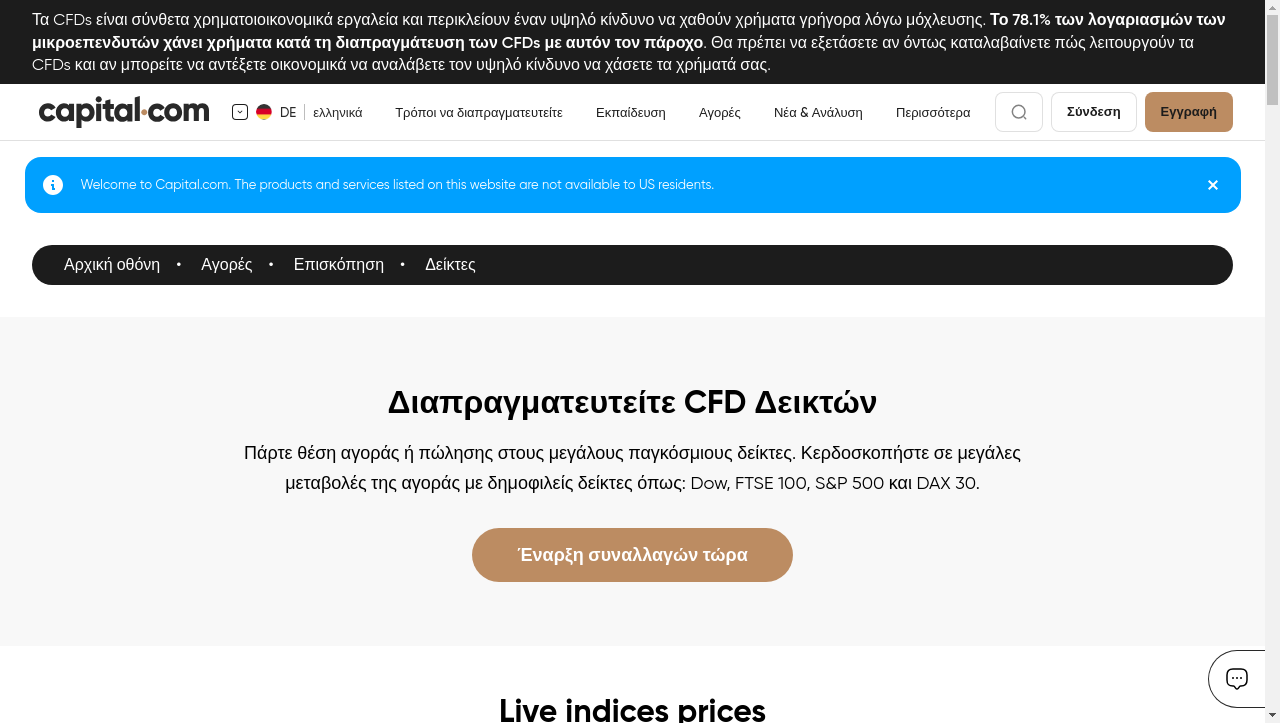 Τα CFDs είναι σύνθετα χρηματοιοικονομικά εργαλεία και περικλείουν έναν υψηλό κίνδυνο να χαθούν χρήματα γρήγορα λόγω μόχλευσης. Το 78.1% των λογαριασμών των
μικροεπενδυτών χάνει χρήματα κατά τη διαπραγμάτευση των CFDs με αυτόν τον πάροχο. Θα πρέπει να εξετάσετε αν όντως καταλαβαίνετε πώς λειτουργούν τα
CFDs και αν μπορείτε να αντέξετε οικονομικά να αναλάβετε τον υψηλό κίνδυνο να χάσετε τα χρήματά σας.
capital.com DE ελληνικά Τρόποι να διαπραγματευτείτε Εκπαίδευση Αγορές Νέα & Ανάλυση Περισσότερα Σύνδεση Εγγραφή
Welcome to Capital.com. The products and services listed on this website are not available to US residents.
Αρχική οθόνη • Αγορές • Επισκόπηση • Δείκτες
Διαπραγματευτείτε CFD Δεικτών
Πάρτε θέση αγοράς ή πώλησης στους μεγάλους παγκόσμιους δείκτες. Κερδοσκοπήστε σε μεγάλες
μεταβολές της αγοράς με δημοφιλείς δείκτες όπως: Dow, FTSE 100, S&P 500 και DAX 30.
Έναρξη συναλλαγών τώρα
Live indices prices